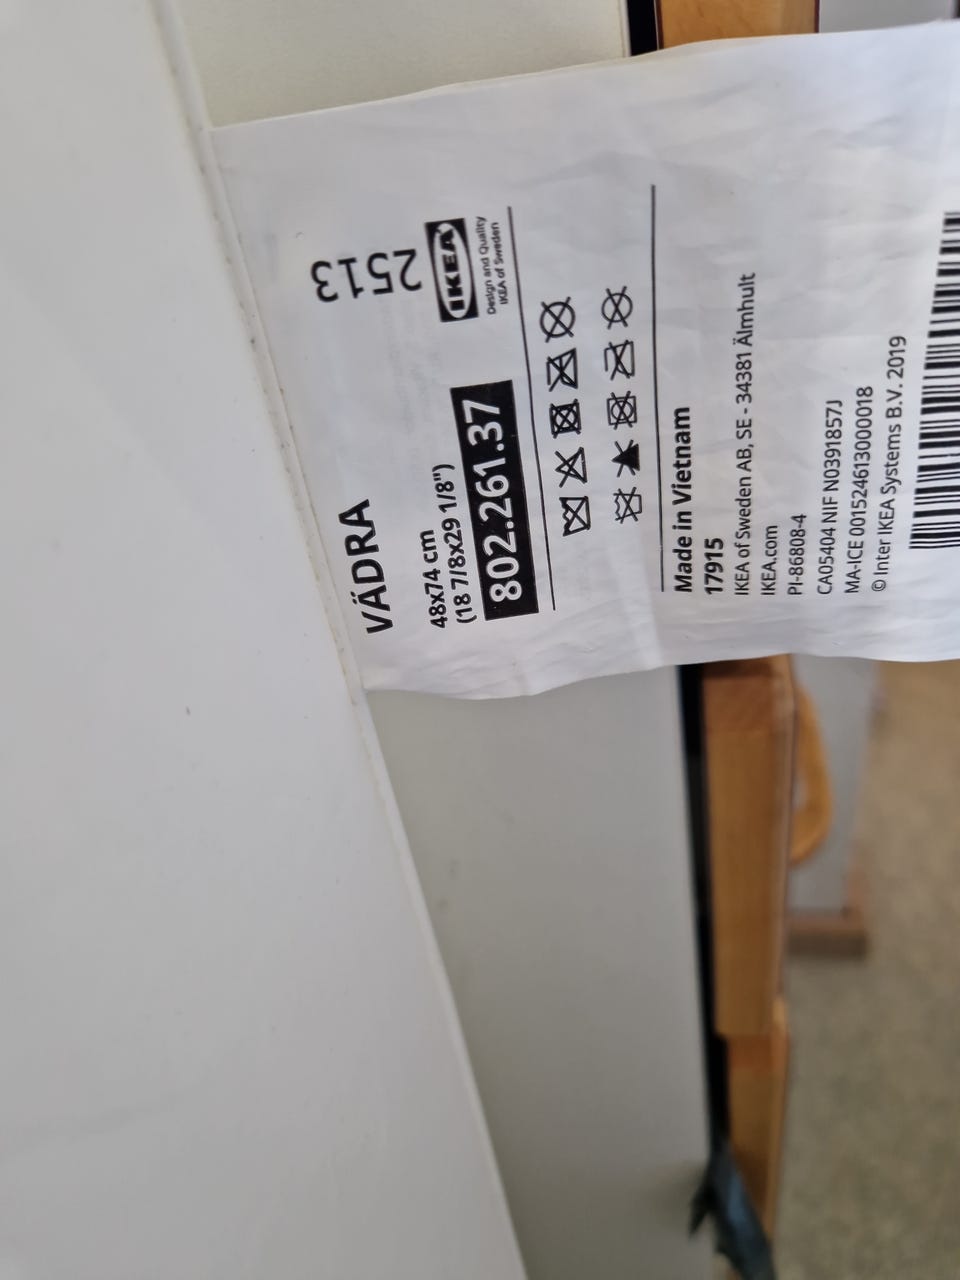 2513
VÄDRA
48x74 cm
(18 7/8x29 1/8")
802.261.37
IKEA
Design and Quality
IKEA of Sweden
Made in Vietnam
17915
IKEA of Sweden AB, SE - 34381 Älmhult
IKEA.com
PI-86808-4
CA05404 NIF N0391857J
MA-ICE 001524613000018
© Inter IKEA Systems B.V. 2019